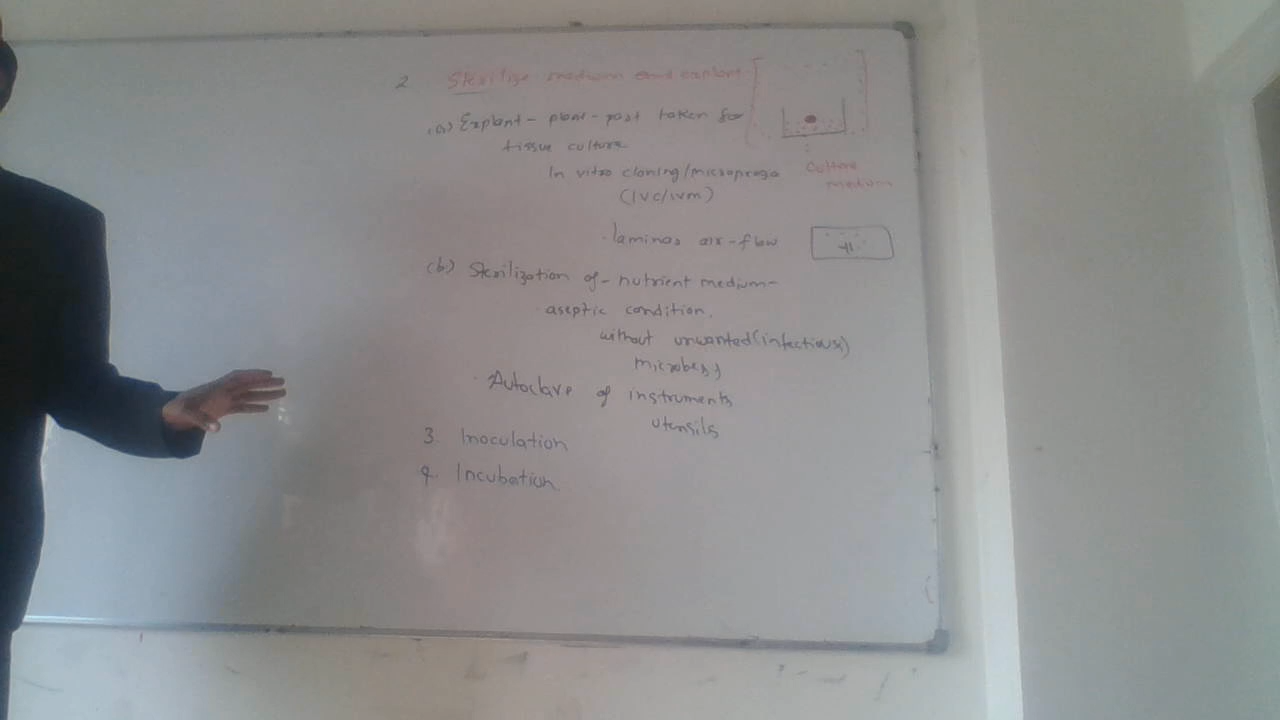 2 Sterilize medium and explant
(a) Explant - plant - part taken for
tissue culture
In vitro cloning/micropropa
(IVC/IVM)
Culture
medium
laminar air-flow
(b) Sterilization of - nutrient medium -
aseptic condition.
without unwanted (infectious)
microbes,
Autoclave of instruments
utensils
3. Inoculation
4. Incubation